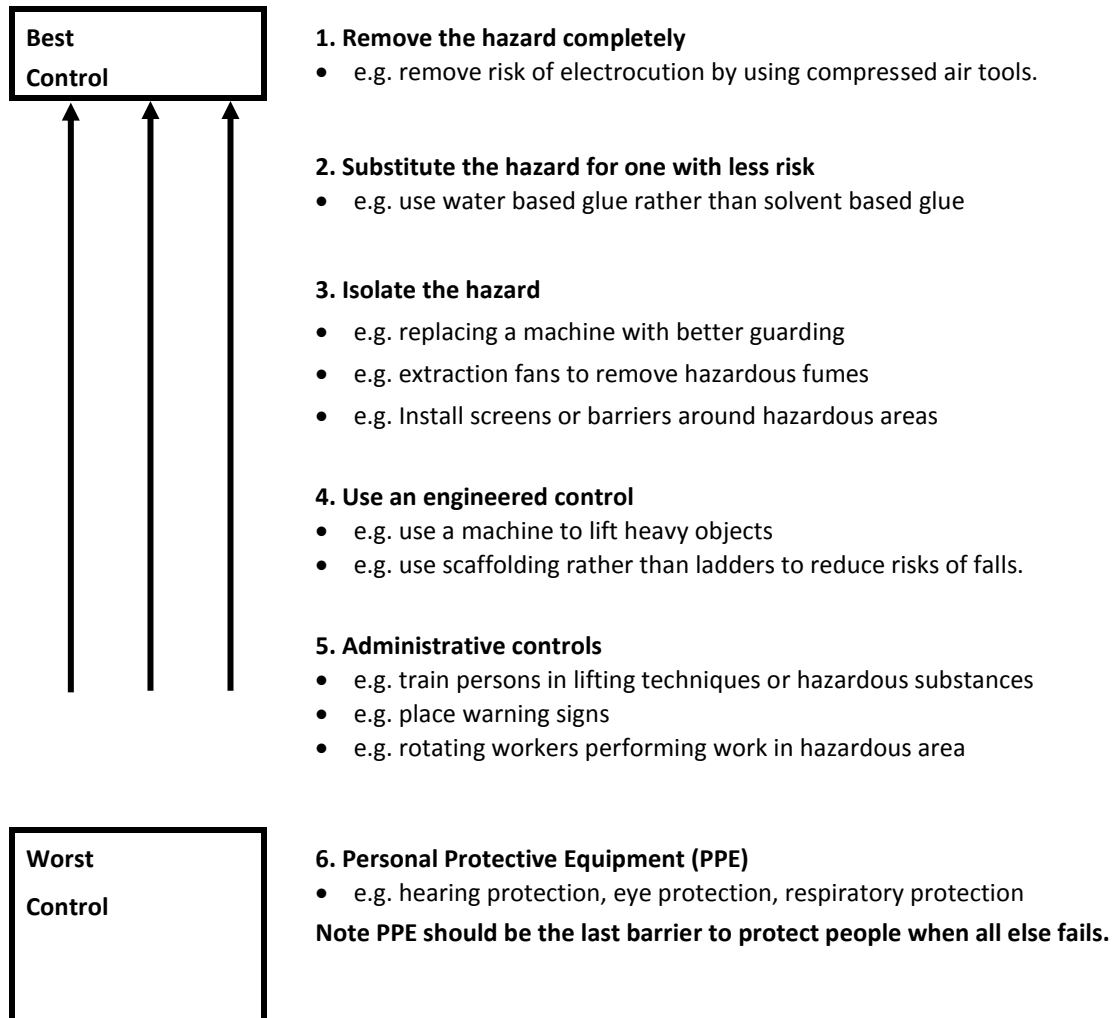 Best
Control
1. Remove the hazard completely
• e.g. remove risk of electrocution by using compressed air tools.
2. Substitute the hazard for one with less risk
• e.g. use water based glue rather than solvent based glue
3. Isolate the hazard
• e.g. replacing a machine with better guarding
• e.g. extraction fans to remove hazardous fumes
• e.g. Install screens or barriers around hazardous areas
4. Use an engineered control
• e.g. use a machine to lift heavy objects
• e.g. use scaffolding rather than ladders to reduce risks of falls.
5. Administrative controls
• e.g. train persons in lifting techniques or hazardous substances
• e.g. place warning signs
• e.g. rotating workers performing work in hazardous area
Worst
Control
6. Personal Protective Equipment (PPE)
• e.g. hearing protection, eye protection, respiratory protection
Note PPE should be the last barrier to protect people when all else fails.